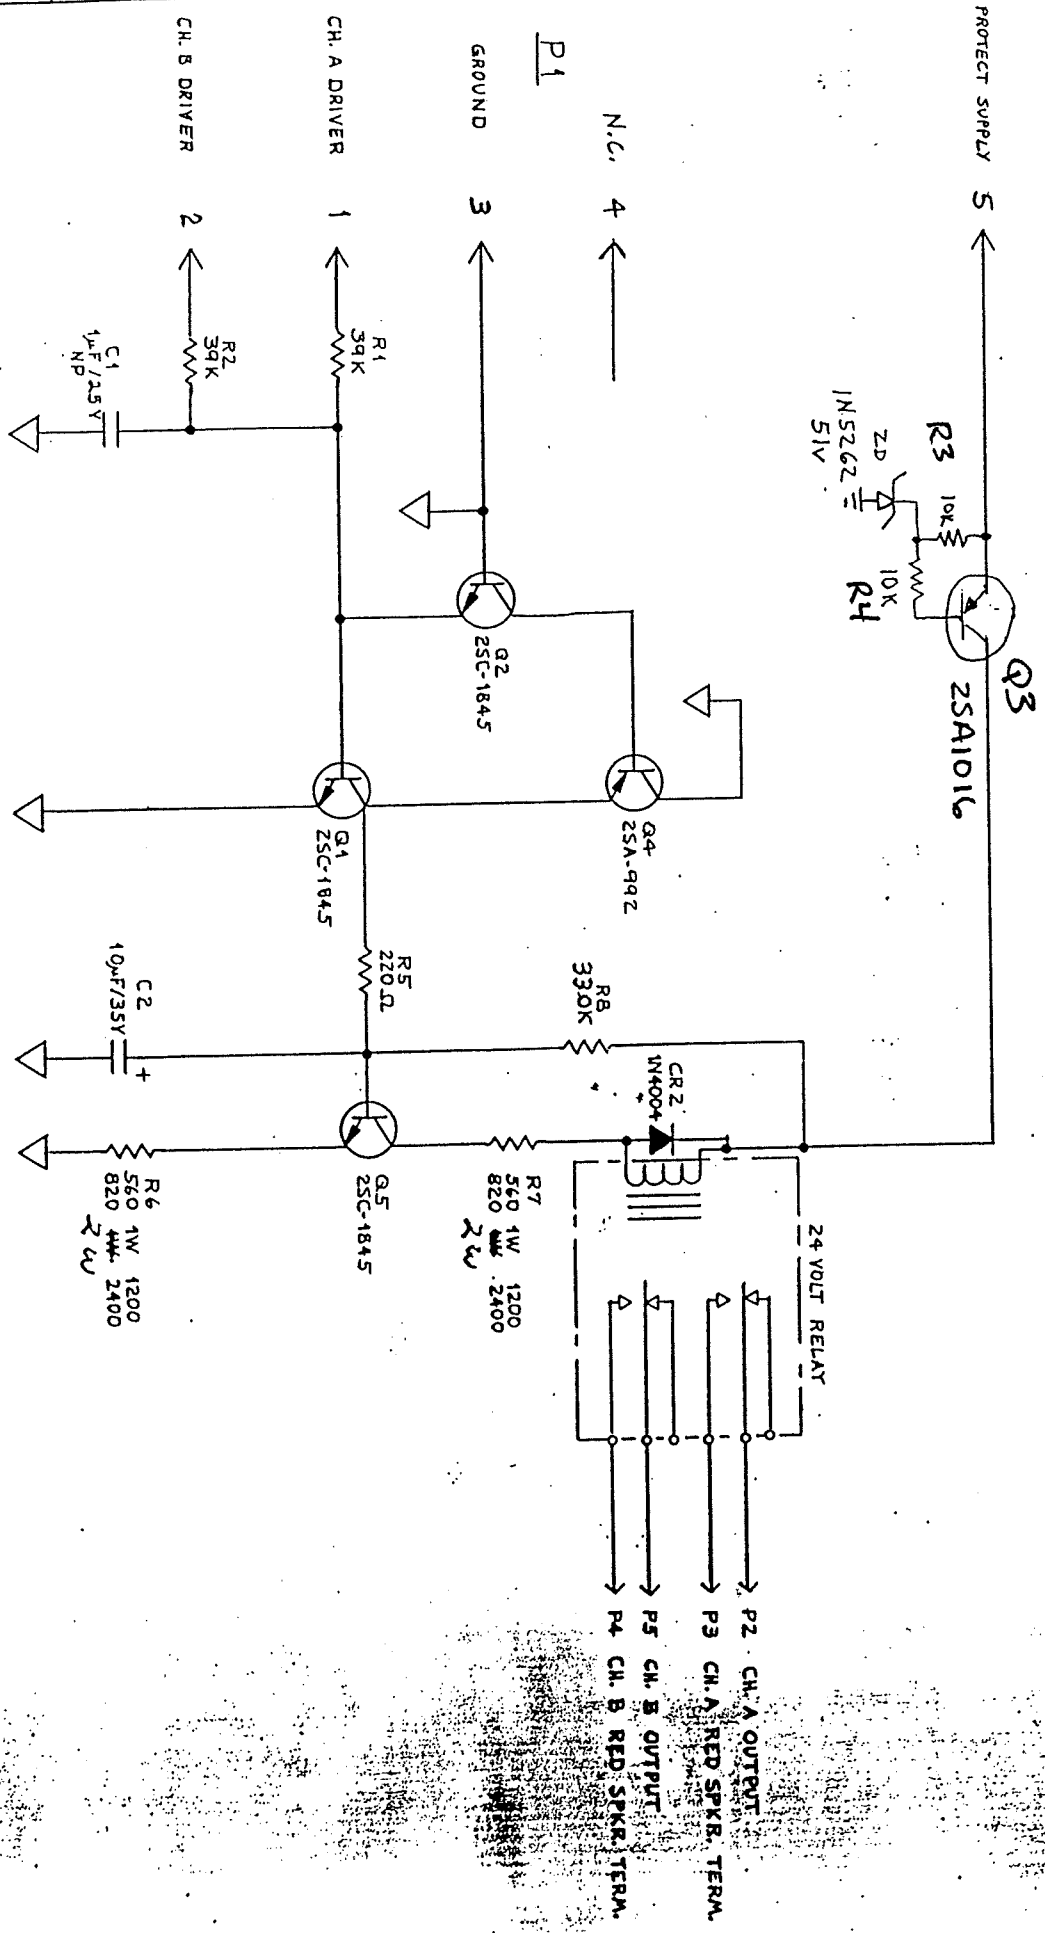 PROTECT SUPPLY 5
N.C. 4
P1
GROUND 3
CH. A DRIVER 1
CH. B DRIVER 2
R3
10K
ZD
1N5262
51V
10K
R4
Q3
2SA1016
R1
39K
R2
39K
C1
1µF/25V
NP
Q2
2SC-1845
Q4
2SA-992
Q1
2SC-1845
R5
220Ω
R8
330K
C2
10µF/35V
+
CR2
1N4004
Q5
2SC-1845
R7
560 1W 1200
820 2400
2W
R6
560 1W 1200
820 2400
2W
24 VOLT RELAY
P2 CH. A OUTPUT
P3 CH. A RED SPKR. TERM.
P5 CH. B OUTPUT
P4 CH. B RED SPKR. TERM.